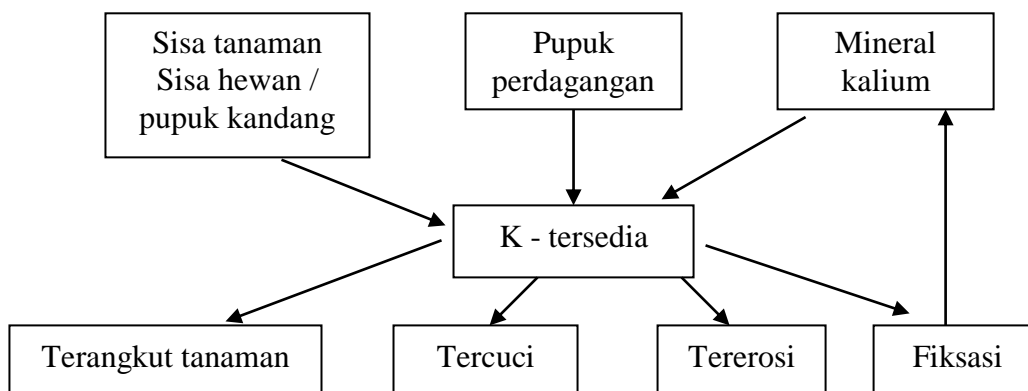 Sisa tanaman
Sisa hewan /
pupuk kandang
Pupuk
perdagangan
Mineral
kalium
K - tersedia
Terangkut tanaman
Tercuci
Tererosi
Fiksasi